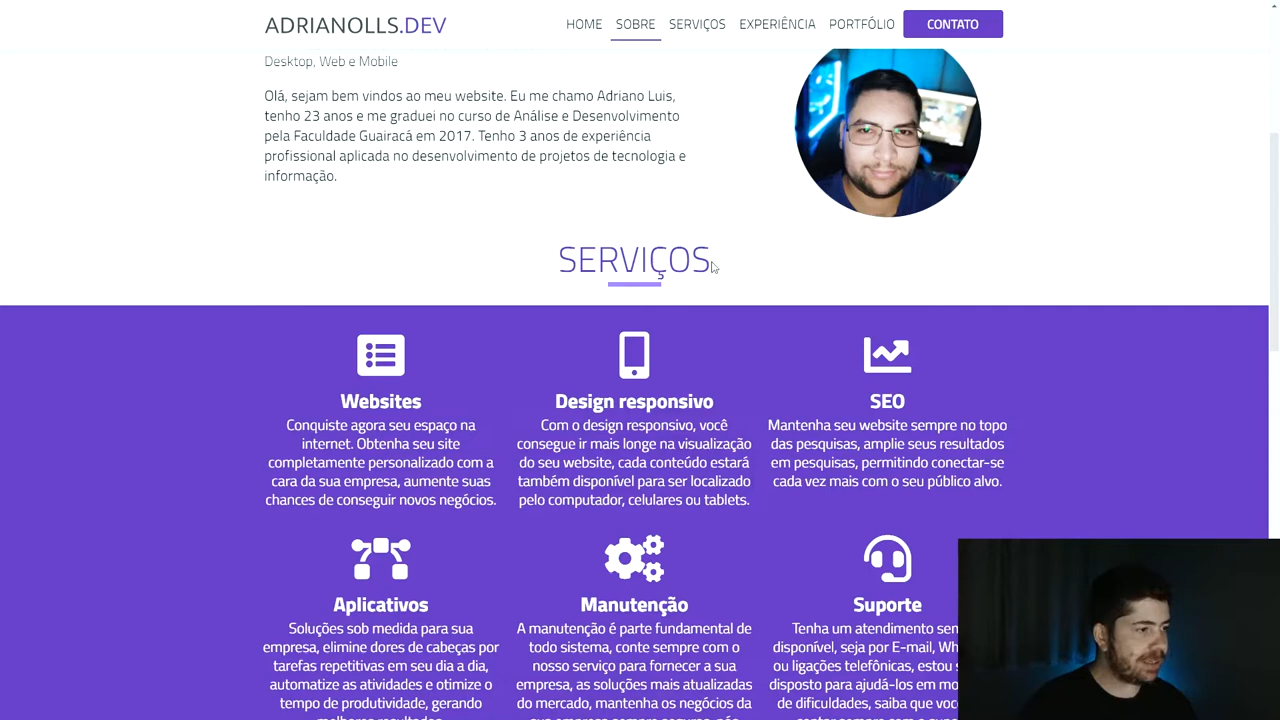 ADRIANOLLS.DEV
HOME SOBRE SERVIÇOS EXPERIÊNCIA PORTFÓLIO CONTATO
Desktop, Web e Mobile
Olá, sejam bem vindos ao meu website. Eu me chamo Adriano Luis,
tenho 23 anos e me graduei no curso de Análise e Desenvolvimento
pela Faculdade Guairacá em 2017. Tenho 3 anos de experiência
profissional aplicada no desenvolvimento de projetos de tecnologia e
informação.
SERVIÇOS
Websites
Conquiste agora seu espaço na
internet. Obtenha seu site
completamente personalizado com a
cara da sua empresa, aumente suas
chances de conseguir novos negócios.
Design responsivo
Com o design responsivo, você
consegue ir mais longe na visualização
do seu website, cada conteúdo estará
também disponível para ser localizado
pelo computador, celulares ou tablets.
SEO
Mantenha seu website sempre no topo
das pesquisas, amplie seus resultados
em pesquisas, permitindo conectar-se
cada vez mais com o seu público alvo.
Aplicativos
Soluções sob medida para sua
empresa, elimine dores de cabeças por
tarefas repetitivas em seu dia a dia,
automatize as atividades e otimize o
tempo de produtividade, gerando
melhores resultados.
Manutenção
A manutenção é parte fundamental de
todo sistema, conte sempre com o
nosso serviço para fornecer a sua
empresa, as soluções mais atualizadas
do mercado, mantenha os negócios da
sua empresa sempre seguros, nós
Suporte
Tenha um atendimento
disponível, seja por E-mail,
ou ligações telefônicas, estou
disposto para ajudá-los em
de dificuldades, saiba que
contar sempre com o